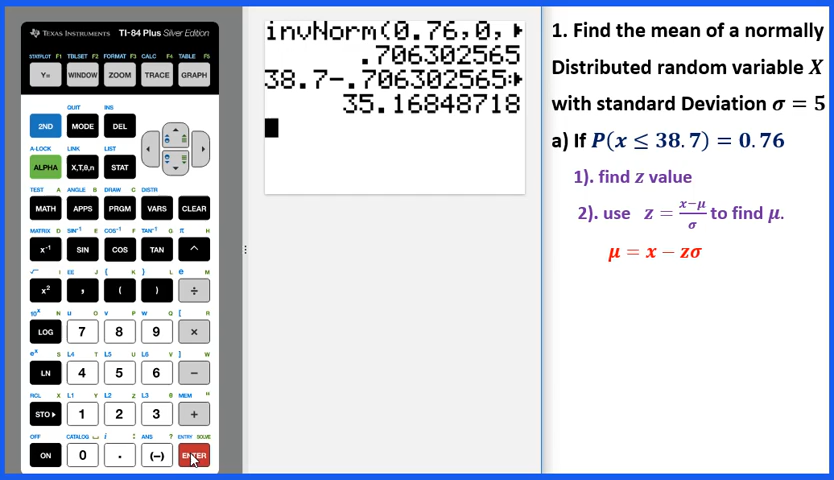 TEXAS INSTRUMENTS TI-84 Plus Silver Edition
STATPLOT F1 TBLSET F2 FORMAT F3 CALC F4 TABLE F5
Y= WINDOW ZOOM TRACE GRAPH
QUIT INS
2ND MODE DEL
A-LOCK LINK LIST
ALPHA X,T,θ,n STAT
TEST A ANGLE B DRAW C DISTR
MATH APPS PRGM VARS CLEAR
MATRIX D SIN⁻¹ E COS⁻¹ F TAN⁻¹ G π H
x⁻¹ SIN COS TAN ^
√ I EE J { K } L e M
x² , ( ) ÷
10ˣ N u O v P w Q [ R
LOG 7 8 9 ×
eˣ S L4 T L5 U L6 V ] W
LN 4 5 6 −
RCL X L1 Y L2 Z L3 θ MEM "
STO▸ 1 2 3 +
OFF CATALOG ⎵ i : ANS ? ENTRY SOLVE
ON 0 . (−) ENTER
invNorm(0.76,0,
.706302565
38.7-.706302565*
35.16848718
1. Find the mean of a normally
Distributed random variable X
with standard Deviation σ = 5
a) If P(x ≤ 38.7) = 0.76
1). find z value
2). use z = (x−μ)/σ to find μ.
μ = x − zσ